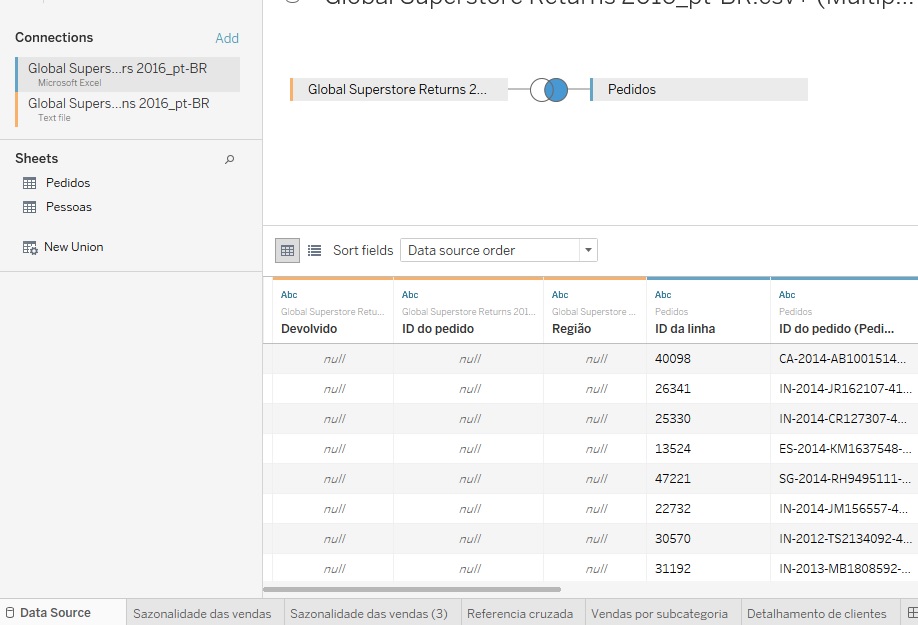 Global Superstore Returns 2016_pt-BR.csv+ (Multip...
Connections
Add
Global Supers...rs 2016_pt-BR
Microsoft Excel
Global Supers...ns 2016_pt-BR
Text file
Global Superstore Returns 2...
Pedidos
Sheets
Pedidos
Pessoas
New Union
Sort fields
Data source order
Abc Abc Abc Abc Abc
Global Superstore Retu... Global Superstore Returns 201... Global Superstore ... Pedidos Pedidos
Devolvido ID do pedido Região ID da linha ID do pedido (Pedi...
null null null 40098 CA-2014-AB1001514...
null null null 26341 IN-2014-JR162107-41...
null null null 25330 IN-2014-CR127307-4...
null null null 13524 ES-2014-KM1637548-...
null null null 47221 SG-2014-RH9495111-...
null null null 22732 IN-2014-JM156557-4...
null null null 30570 IN-2012-TS2134092-4...
null null null 31192 IN-2013-MB1808592-...
Data Source Sazonalidade das vendas Sazonalidade das vendas (3) Referencia cruzada Vendas por subcategoria Detalhamento de clientes